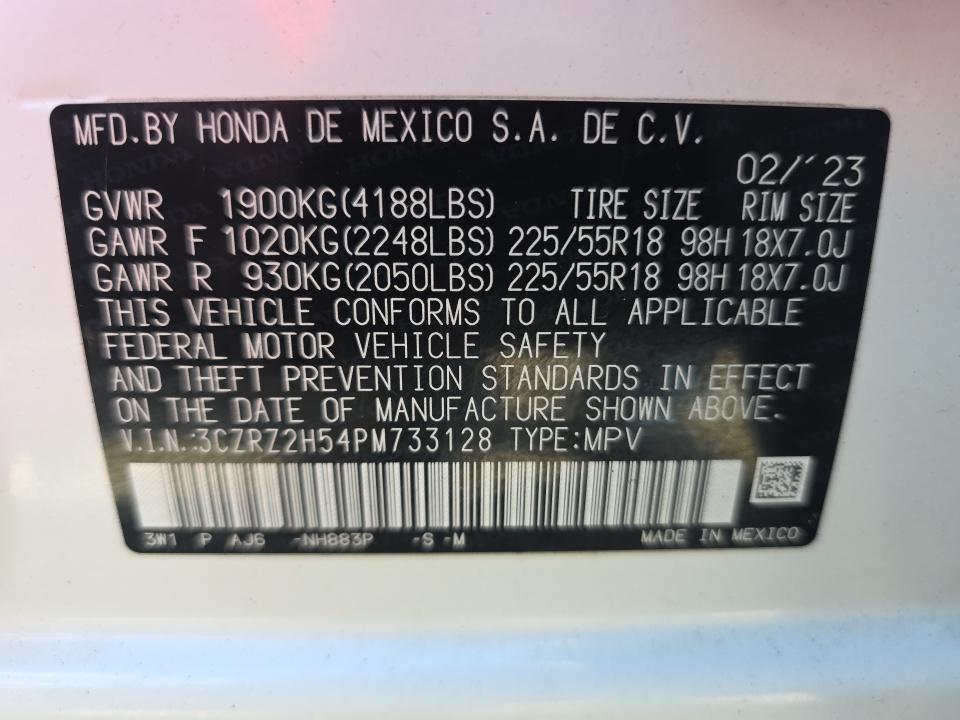 MFD.BY HONDA DE MEXICO S.A. DE C.V.
02/'23
GVWR 1900KG(4188LBS) TIRE SIZE RIM SIZE
GAWR F 1020KG(2248LBS) 225/55R18 98H 18X7.0J
GAWR R 930KG(2050LBS) 225/55R18 98H 18X7.0J
THIS VEHICLE CONFORMS TO ALL APPLICABLE
FEDERAL MOTOR VEHICLE SAFETY
AND THEFT PREVENTION STANDARDS IN EFFECT
ON THE DATE OF MANUFACTURE SHOWN ABOVE.
V.I.N.:3CZRZ2H54PM733128 TYPE:MPV
3W1 P AJ6 -NH883P -S -M MADE IN MEXICO